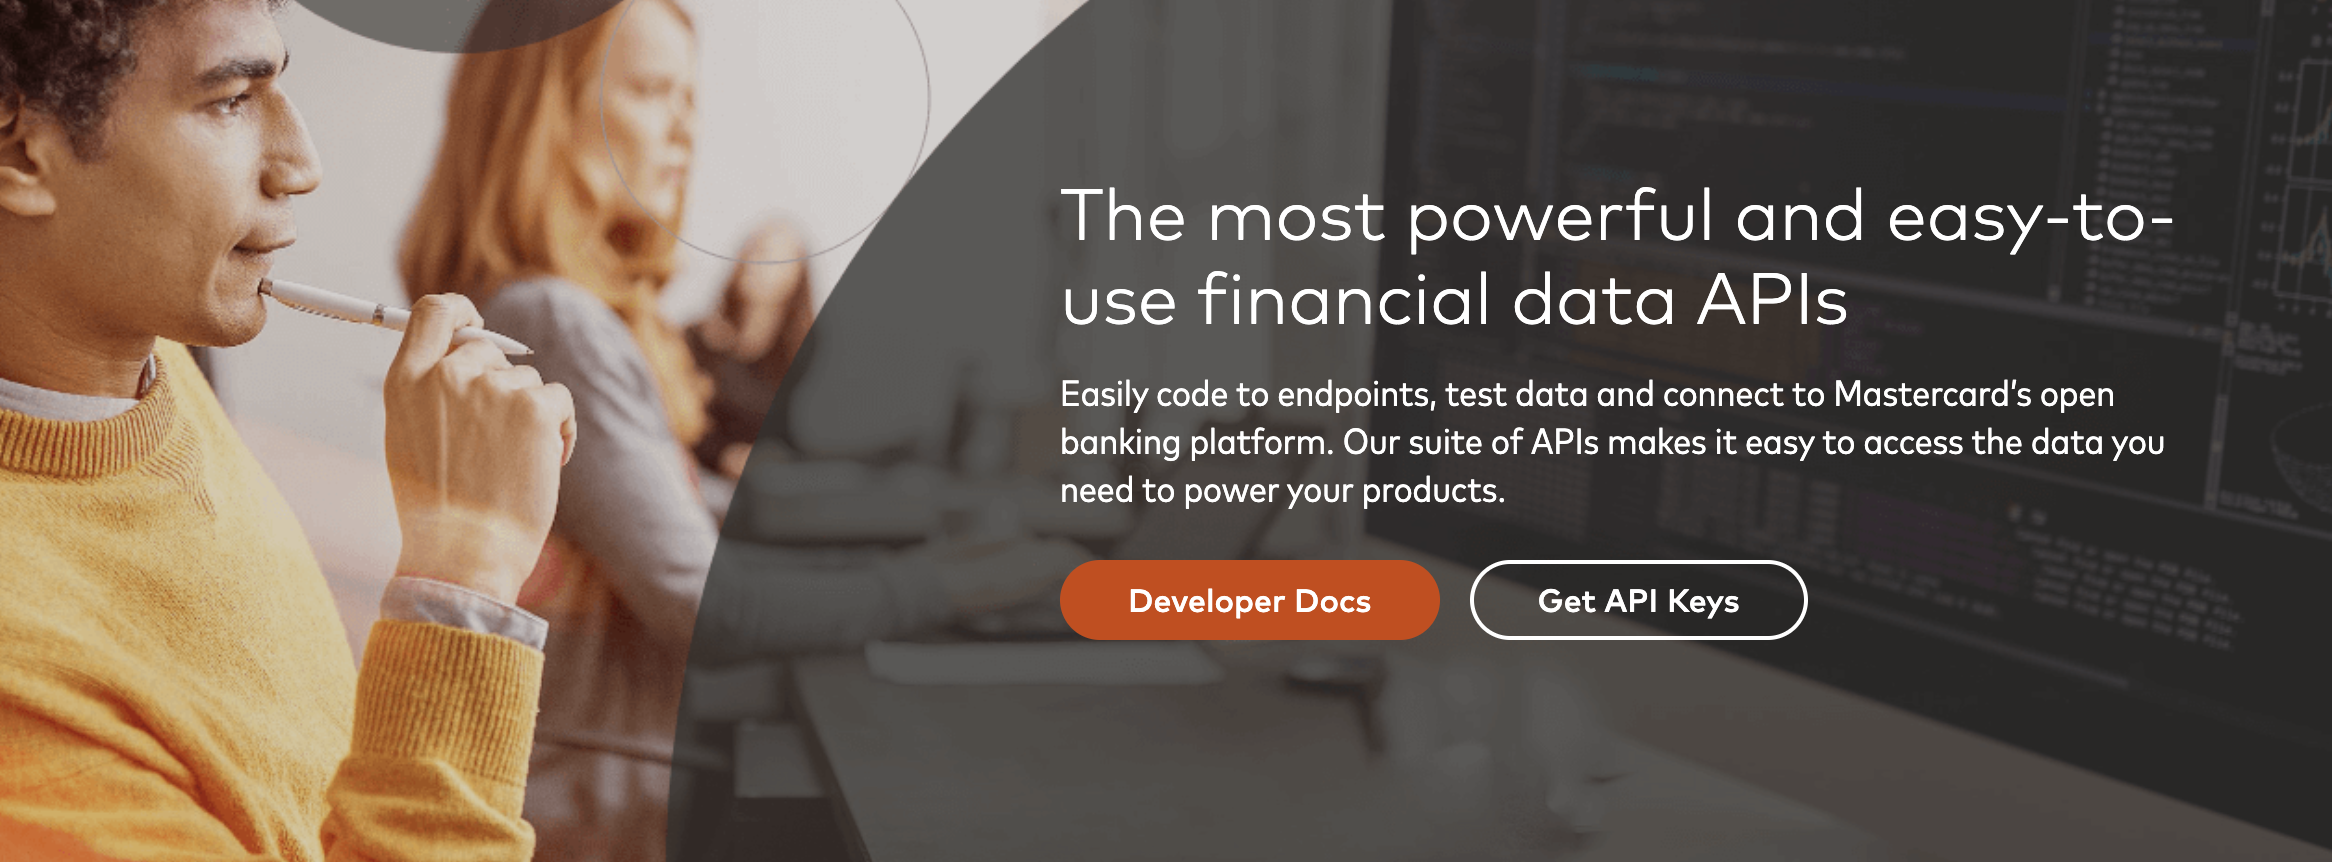 The most powerful and easy-to-
use financial data APIs
Easily code to endpoints, test data and connect to Mastercard’s open
banking platform. Our suite of APIs makes it easy to access the data you
need to power your products.
Developer Docs
Get API Keys